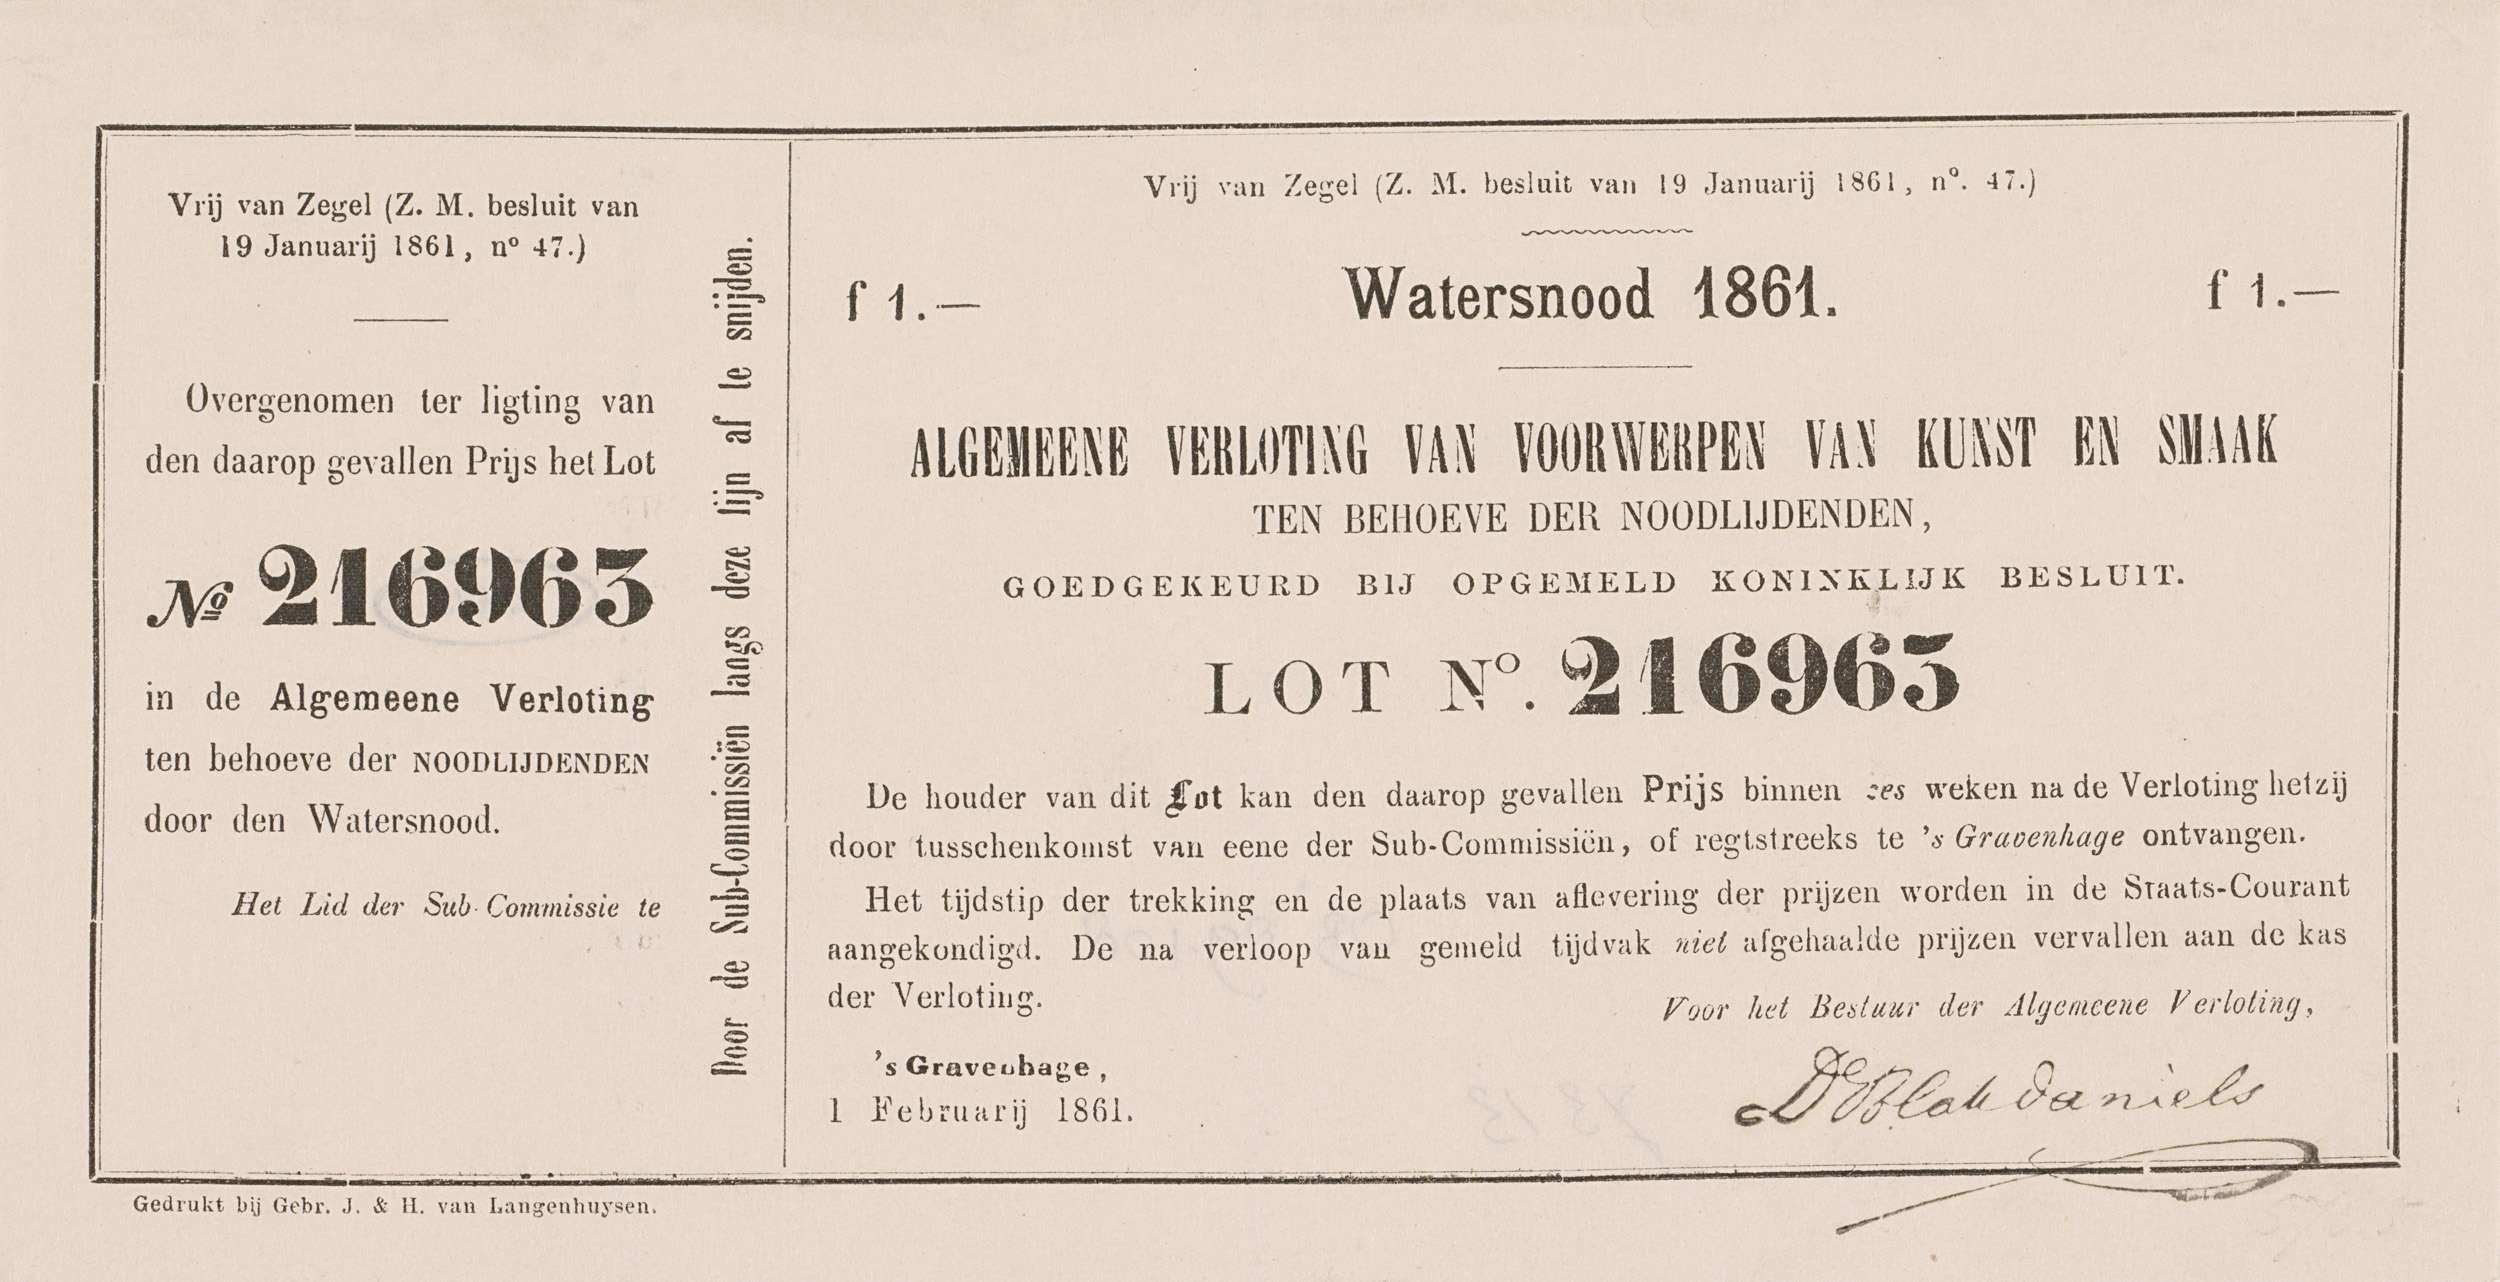 Vrij van Zegel (Z. M. besluit van
19 Januarij 1861, nº 47.)
Overgenomen ter ligting van
den daarop gevallen Prijs het Lot
Nº 216963
in de Algemeene Verloting
ten behoeve der NOODLIJDENDEN
door den Watersnood.
Het Lid der Sub-Commissie te
Door de Sub-Commissiën langs deze lijn af te snijden.
Vrij van Zegel (Z. M. besluit van 19 Januarij 1861, nº. 47.)
f 1.— Watersnood 1861. f 1.—
ALGEMEENE VERLOTING VAN VOORWERPEN VAN KUNST EN SMAAK
TEN BEHOEVE DER NOODLIJDENDEN,
GOEDGEKEURD BIJ OPGEMELD KONINKLIJK BESLUIT.
LOT Nº. 216963
De houder van dit Lot kan den daarop gevallen Prijs binnen zes weken na de Verloting hetzij
door tusschenkomst van eene der Sub-Commissiën, of regtstreeks te 's Gravenhage ontvangen.
Het tijdstip der trekking en de plaats van aflevering der prijzen worden in de Staats-Courant
aangekondigd. De na verloop van gemeld tijdvak niet afgehaalde prijzen vervallen aan de kas
der Verloting.
Voor het Bestuur der Algemeene Verloting,
's Gravenhage,
1 Februarij 1861.
daniels
Gedrukt bij Gebr. J. & H. van Langenhuysen.